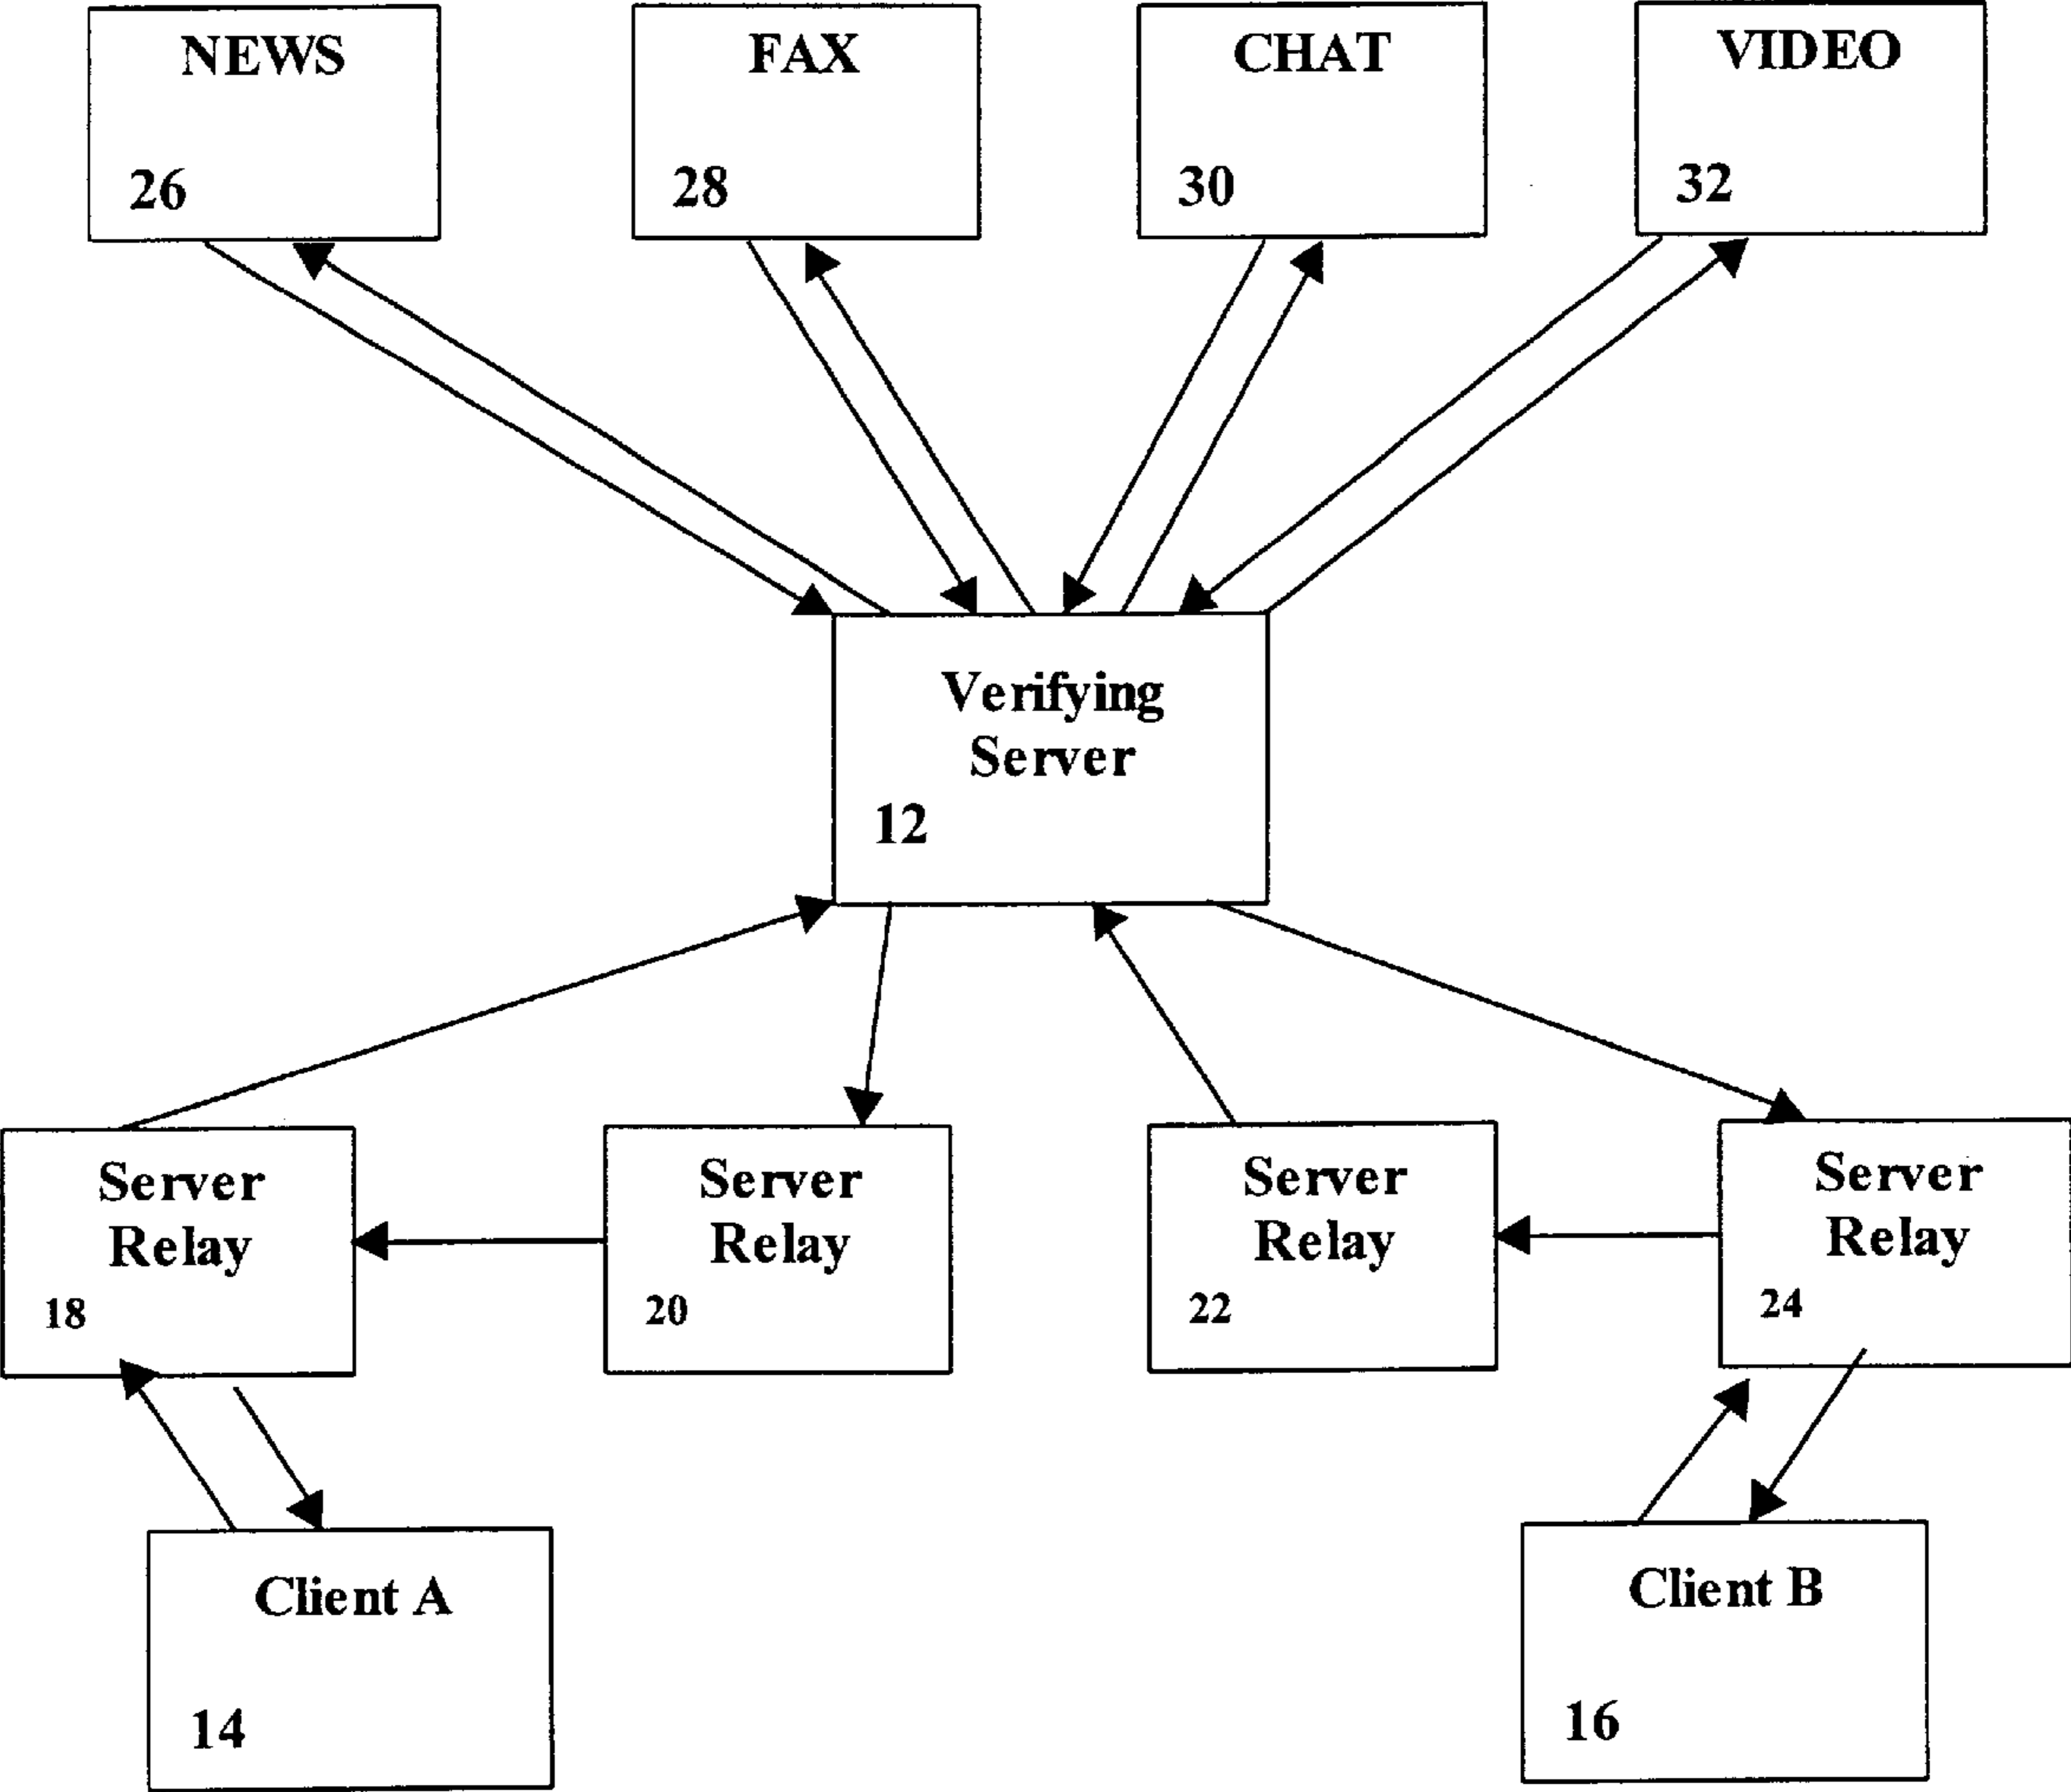 NEWS
26
FAX
28
CHAT
30
VIDEO
32
Verifying
Server
12
Server
Relay
18
Server
Relay
20
Server
Relay
22
Server
Relay
24
Client A
14
Client B
16